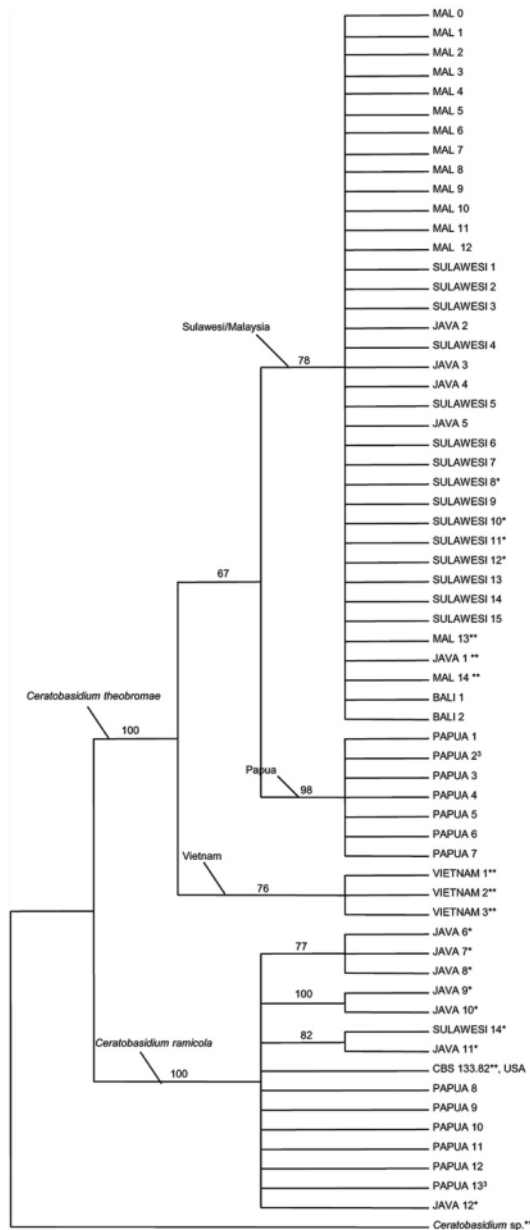 MAL 0
MAL 1
MAL 2
MAL 3
MAL 4
MAL 5
MAL 6
MAL 7
MAL 8
MAL 9
MAL 10
MAL 11
MAL 12
SULAWESI 1
SULAWESI 2
SULAWESI 3
JAVA 2
Sulawesi/Malaysia
SULAWESI 4
78
JAVA 3
JAVA 4
SULAWESI 5
JAVA 5
SULAWESI 6
SULAWESI 7
SULAWESI 8*
SULAWESI 9
SULAWESI 10*
SULAWESI 11*
SULAWESI 12*
67
SULAWESI 13
SULAWESI 14
SULAWESI 15
MAL 13**
JAVA 1 **
MAL 14 **
Ceratobasidium theobromae
BALI 1
BALI 2
100
PAPUA 1
PAPUA 2³
Papua
PAPUA 3
98
PAPUA 4
PAPUA 5
PAPUA 6
Vietnam
PAPUA 7
VIETNAM 1**
76
VIETNAM 2**
VIETNAM 3**
JAVA 6*
77
JAVA 7*
JAVA 8*
JAVA 9*
100
JAVA 10*
SULAWESI 14*
82
Ceratobasidium ramicola
JAVA 11*
CBS 133.82**, USA
100
PAPUA 8
PAPUA 9
PAPUA 10
PAPUA 11
PAPUA 12
PAPUA 13³
JAVA 12*
Ceratobasidium sp.**